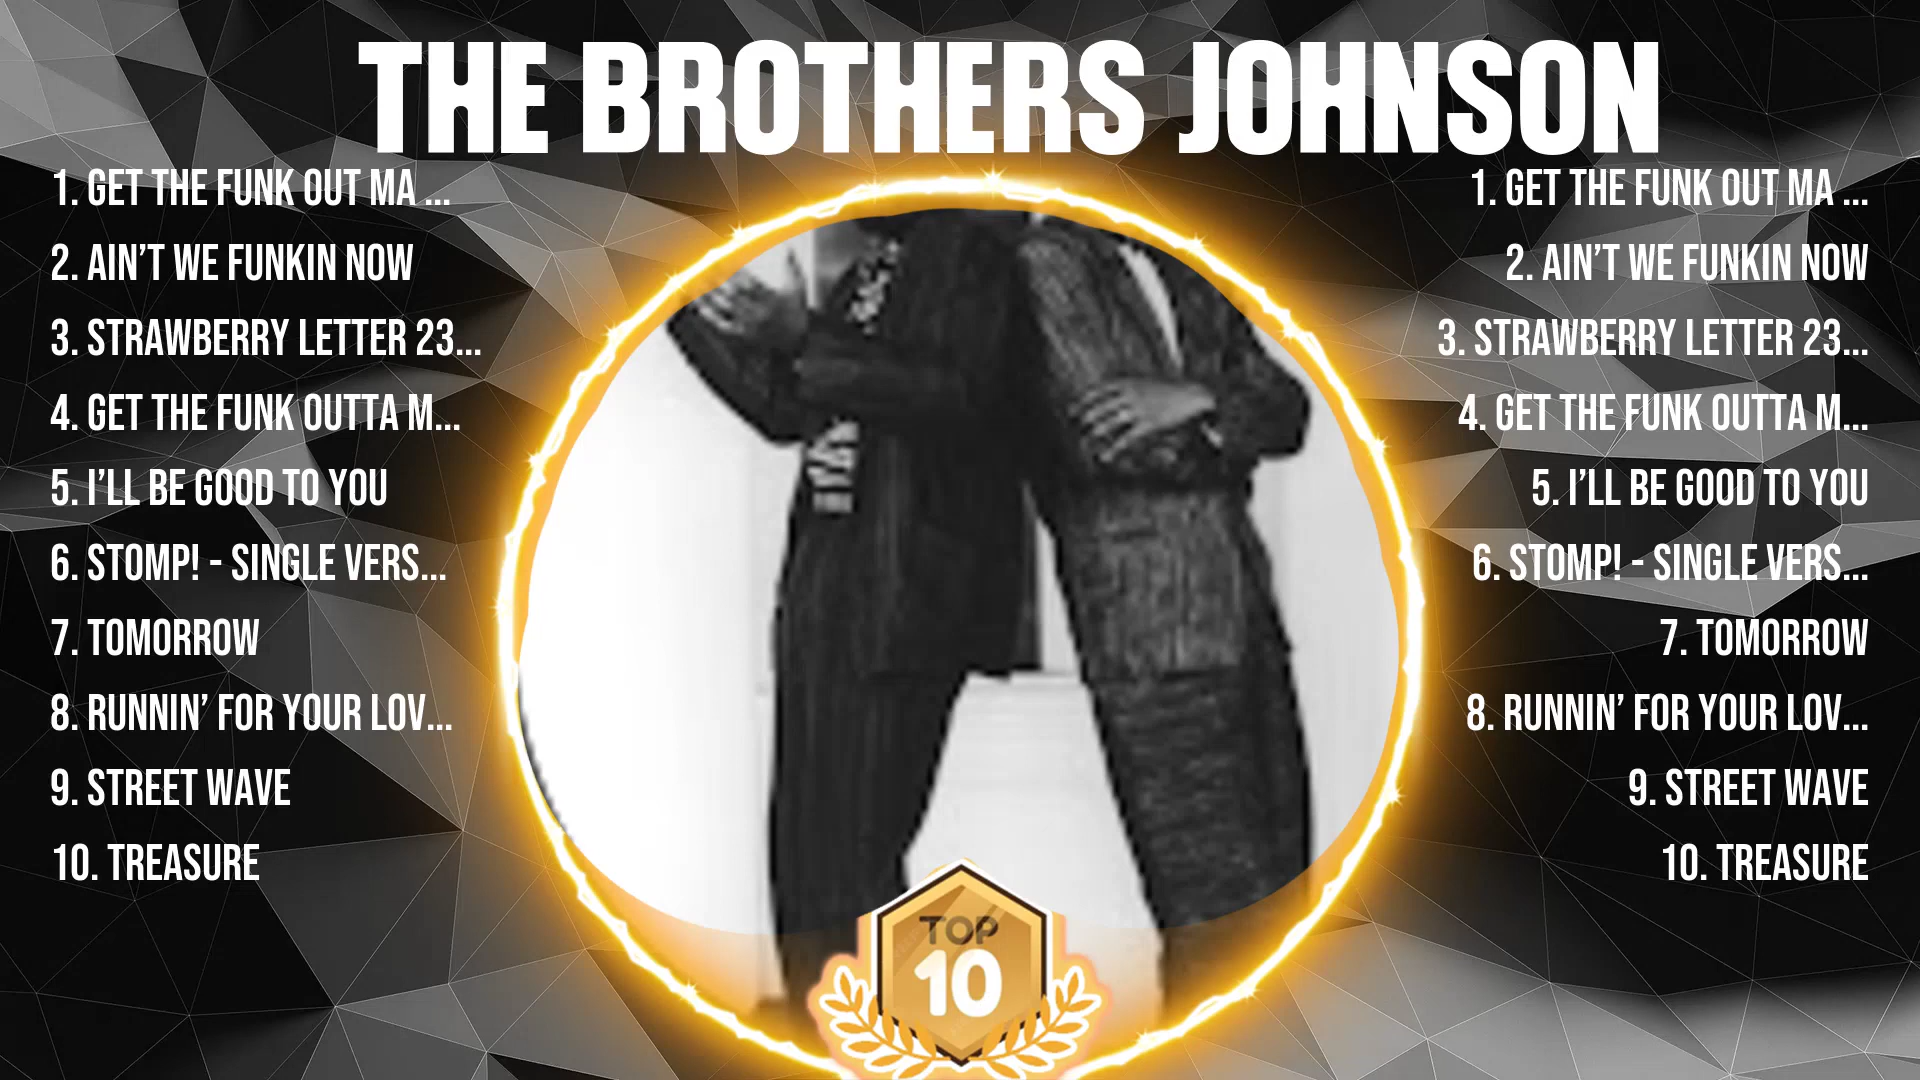 THE BROTHERS JOHNSON
1. GET THE FUNK OUT MA ...
2. AIN’T WE FUNKIN NOW
3. STRAWBERRY LETTER 23...
4. GET THE FUNK OUTTA M...
5. I’LL BE GOOD TO YOU
6. STOMP! - SINGLE VERS...
7. TOMORROW
8. RUNNIN’ FOR YOUR LOV...
9. STREET WAVE
10. TREASURE
1. GET THE FUNK OUT MA ...
2. AIN’T WE FUNKIN NOW
3. STRAWBERRY LETTER 23...
4. GET THE FUNK OUTTA M...
5. I’LL BE GOOD TO YOU
6. STOMP! - SINGLE VERS...
7. TOMORROW
8. RUNNIN’ FOR YOUR LOV...
9. STREET WAVE
10. TREASURE
TOP
10